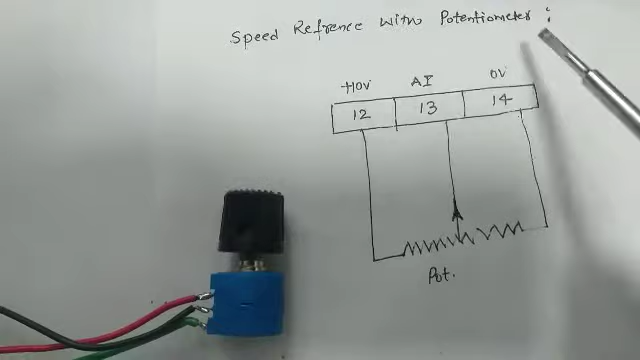 Speed Refrence with Potentiometer :
+10V AI 0V
12 13 14
Pot.